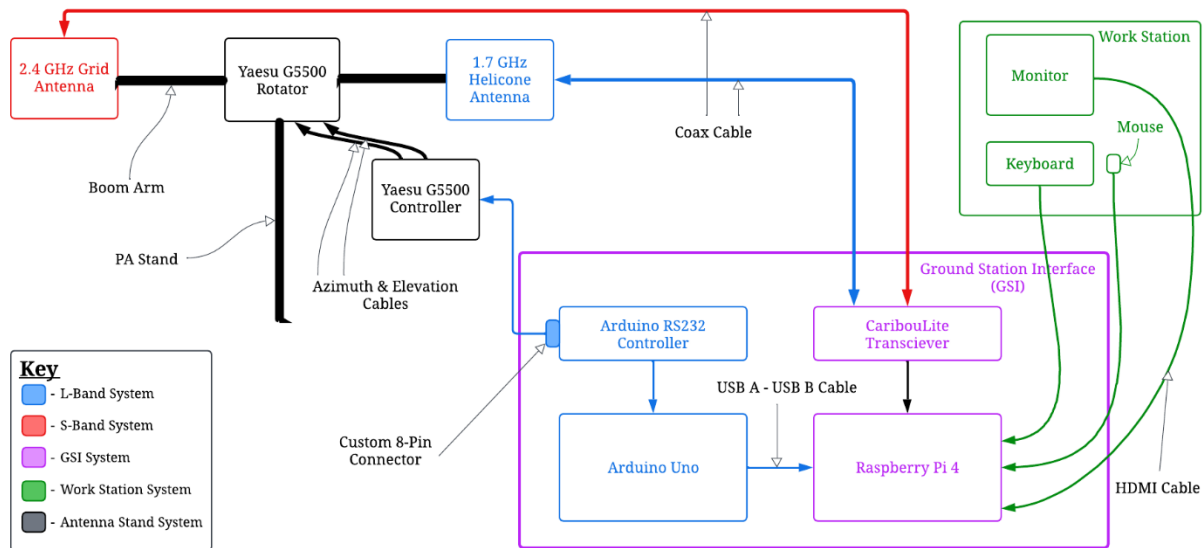 2.4 GHz Grid
Antenna
Yaesu G5500
Rotator
1.7 GHz
Helicone
Antenna
Work Station
Monitor
Mouse
Keyboard
Coax Cable
Boom Arm
Yaesu G5500
Controller
PA Stand
Azimuth & Elevation
Cables
Ground Station Interface
(GSI)
Arduino RS232
Controller
CaribouLite
Transciever
USB A - USB B Cable
Custom 8-Pin
Connector
Arduino Uno
Raspberry Pi 4
HDMI Cable
Key
- L-Band System
- S-Band System
- GSI System
- Work Station System
- Antenna Stand System